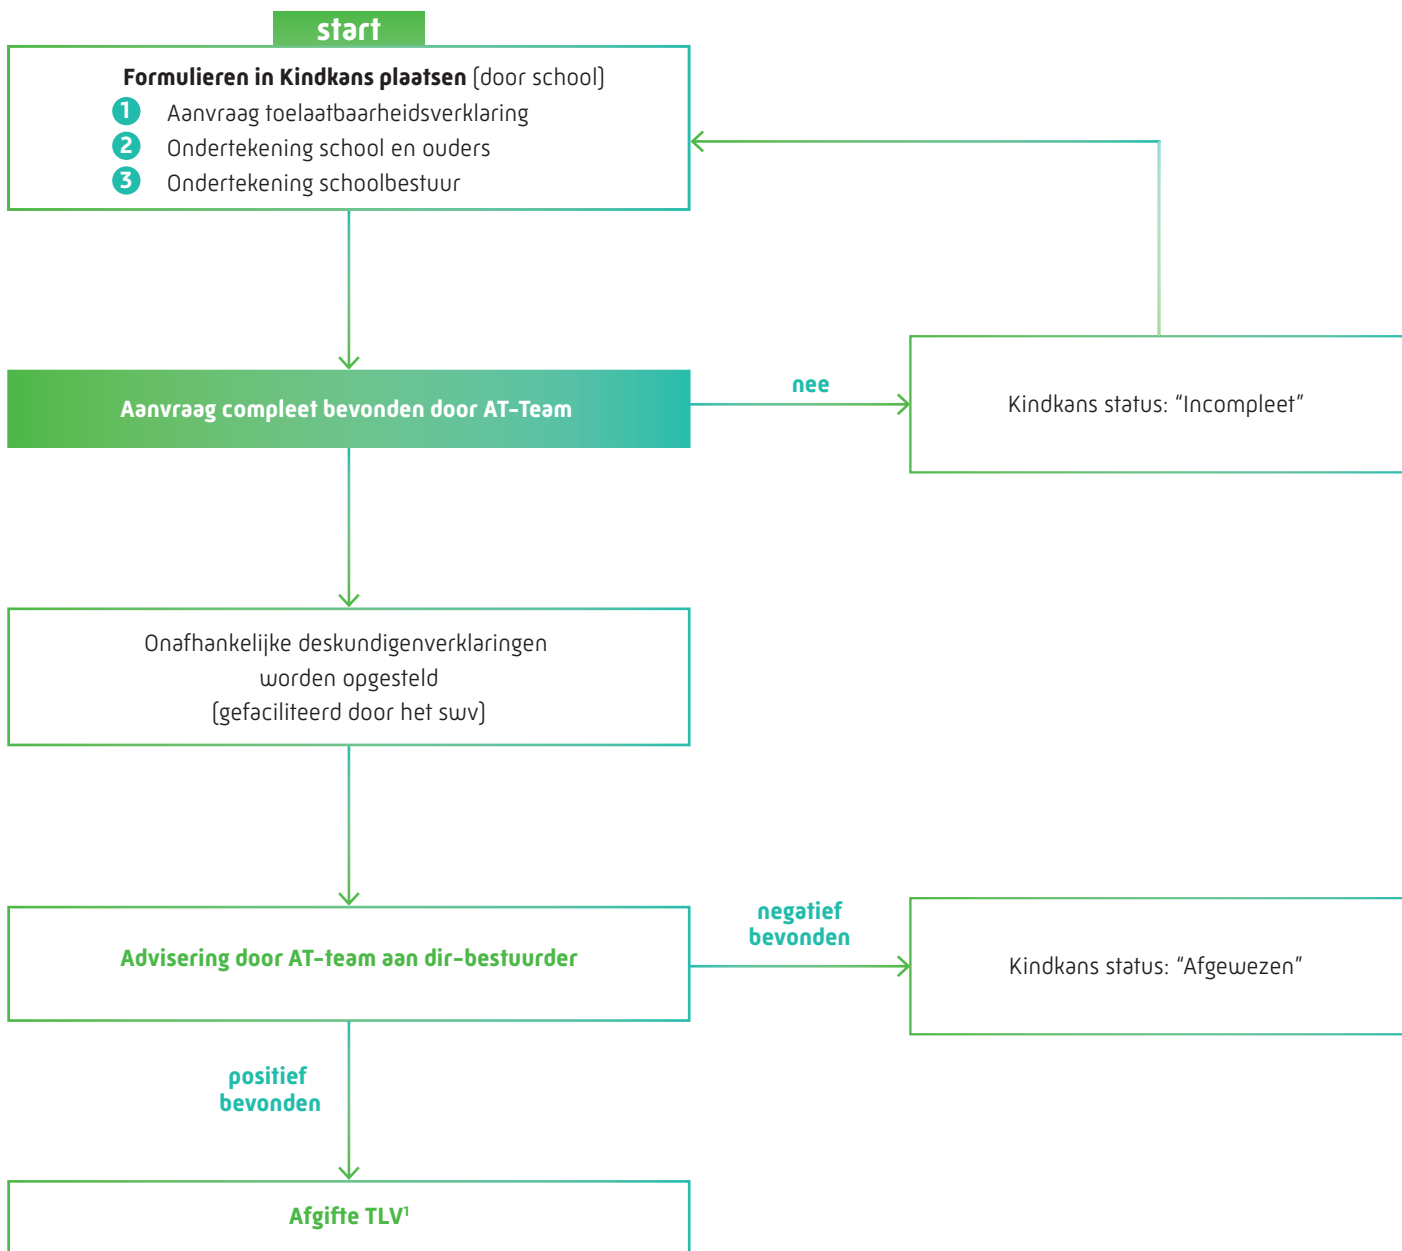 start
Formulieren in Kindkans plaatsen (door school)
1 Aanvraag toelaatbaarheidsverklaring
2 Ondertekening school en ouders
3 Ondertekening schoolbestuur
Aanvraag compleet bevonden door AT-Team
nee
Kindkans status: “Incompleet”
Onafhankelijke deskundigenverklaringen
worden opgesteld
(gefaciliteerd door het swv)
Advisering door AT-team aan dir-bestuurder
negatief
bevonden
Kindkans status: “Afgewezen”
positief
bevonden
Afgifte TLV¹